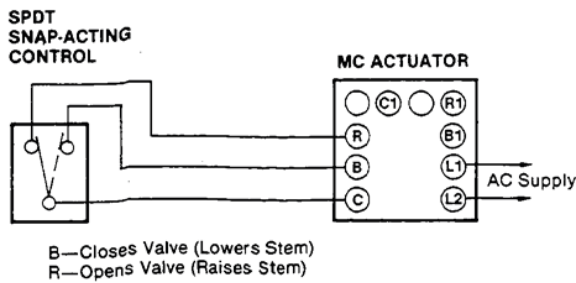 SPDT
SNAP-ACTING
CONTROL
MC ACTUATOR
C1 R1
R B1
B L1
AC Supply
C L2
B—Closes Valve (Lowers Stem)
R—Opens Valve (Raises Stem)